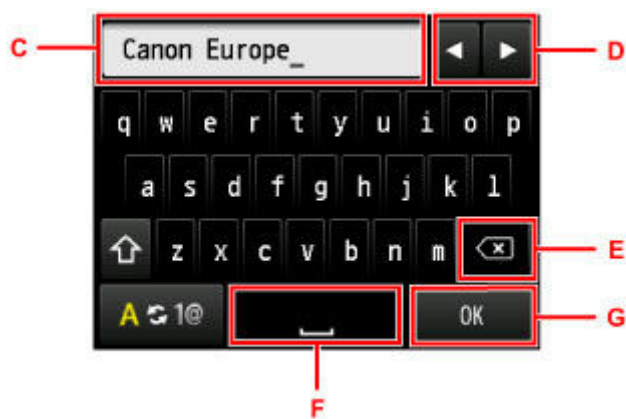 C Canon Europe_ D
q w e r t y u i o p
a s d f g h j k l
z x c v b n m E
A 1@ OK G
F